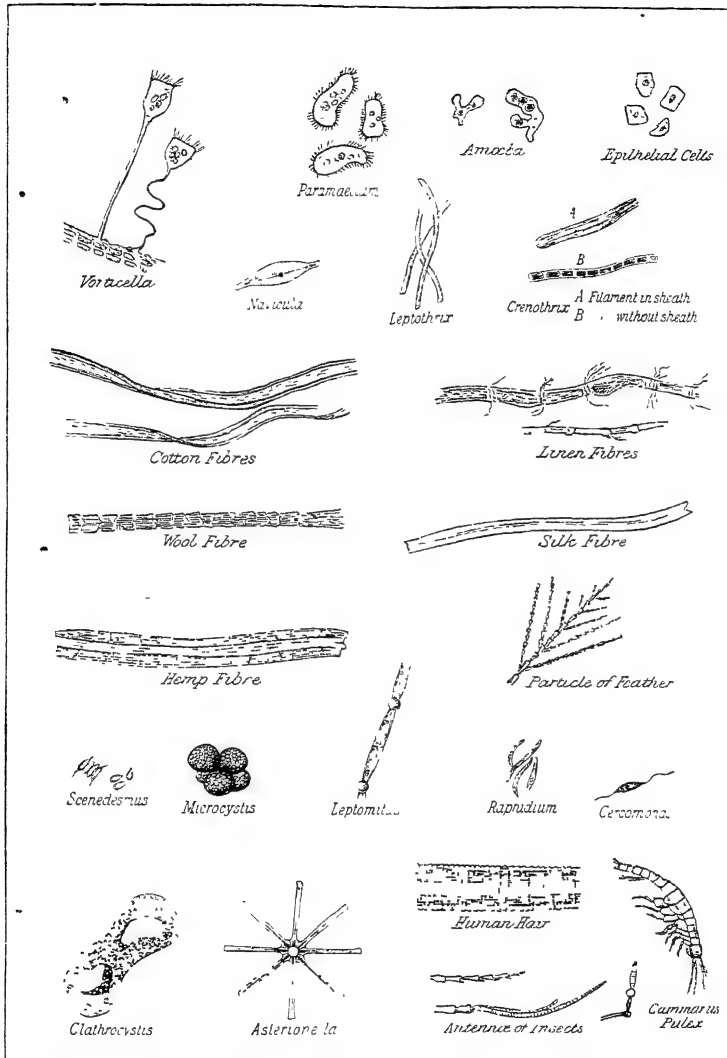 Paramaecium
Amoeba
Epithelial Cells
Vorticella
Navicula
Leptothrix
A
B
Crenothrix
A Filament in sheath
B " without sheath
Cotton Fibres
Linen Fibres
Wool Fibre
Silk Fibre
Hemp Fibre
Particle of Feather
Scenedesmus
Microcystis
Leptomitus
Raphidium
Cercomonas
Human Hair
Clathrocystis
Asterionella
Antennae of Insects
Gammarus
Pulex